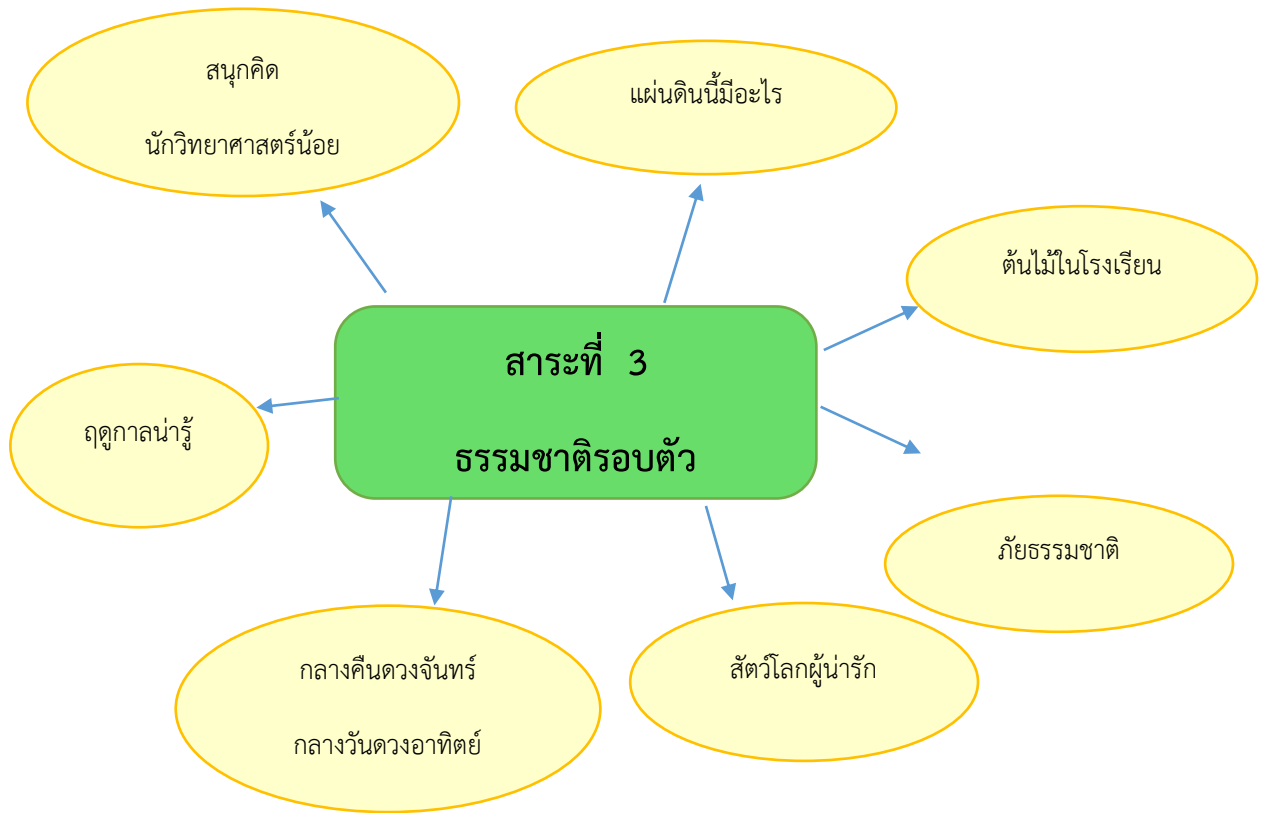 สนุกคิด
นักวิทยาศาสตร์น้อย
แผ่นดินนี้มีอะไร
ต้นไม้ในโรงเรียน
สาระที่ 3
ธรรมชาติรอบตัว
ฤดูกาลน่ารู้
ภัยธรรมชาติ
กลางคืนดวงจันทร์
กลางวันดวงอาทิตย์
สัตว์โลกผู้น่ารัก